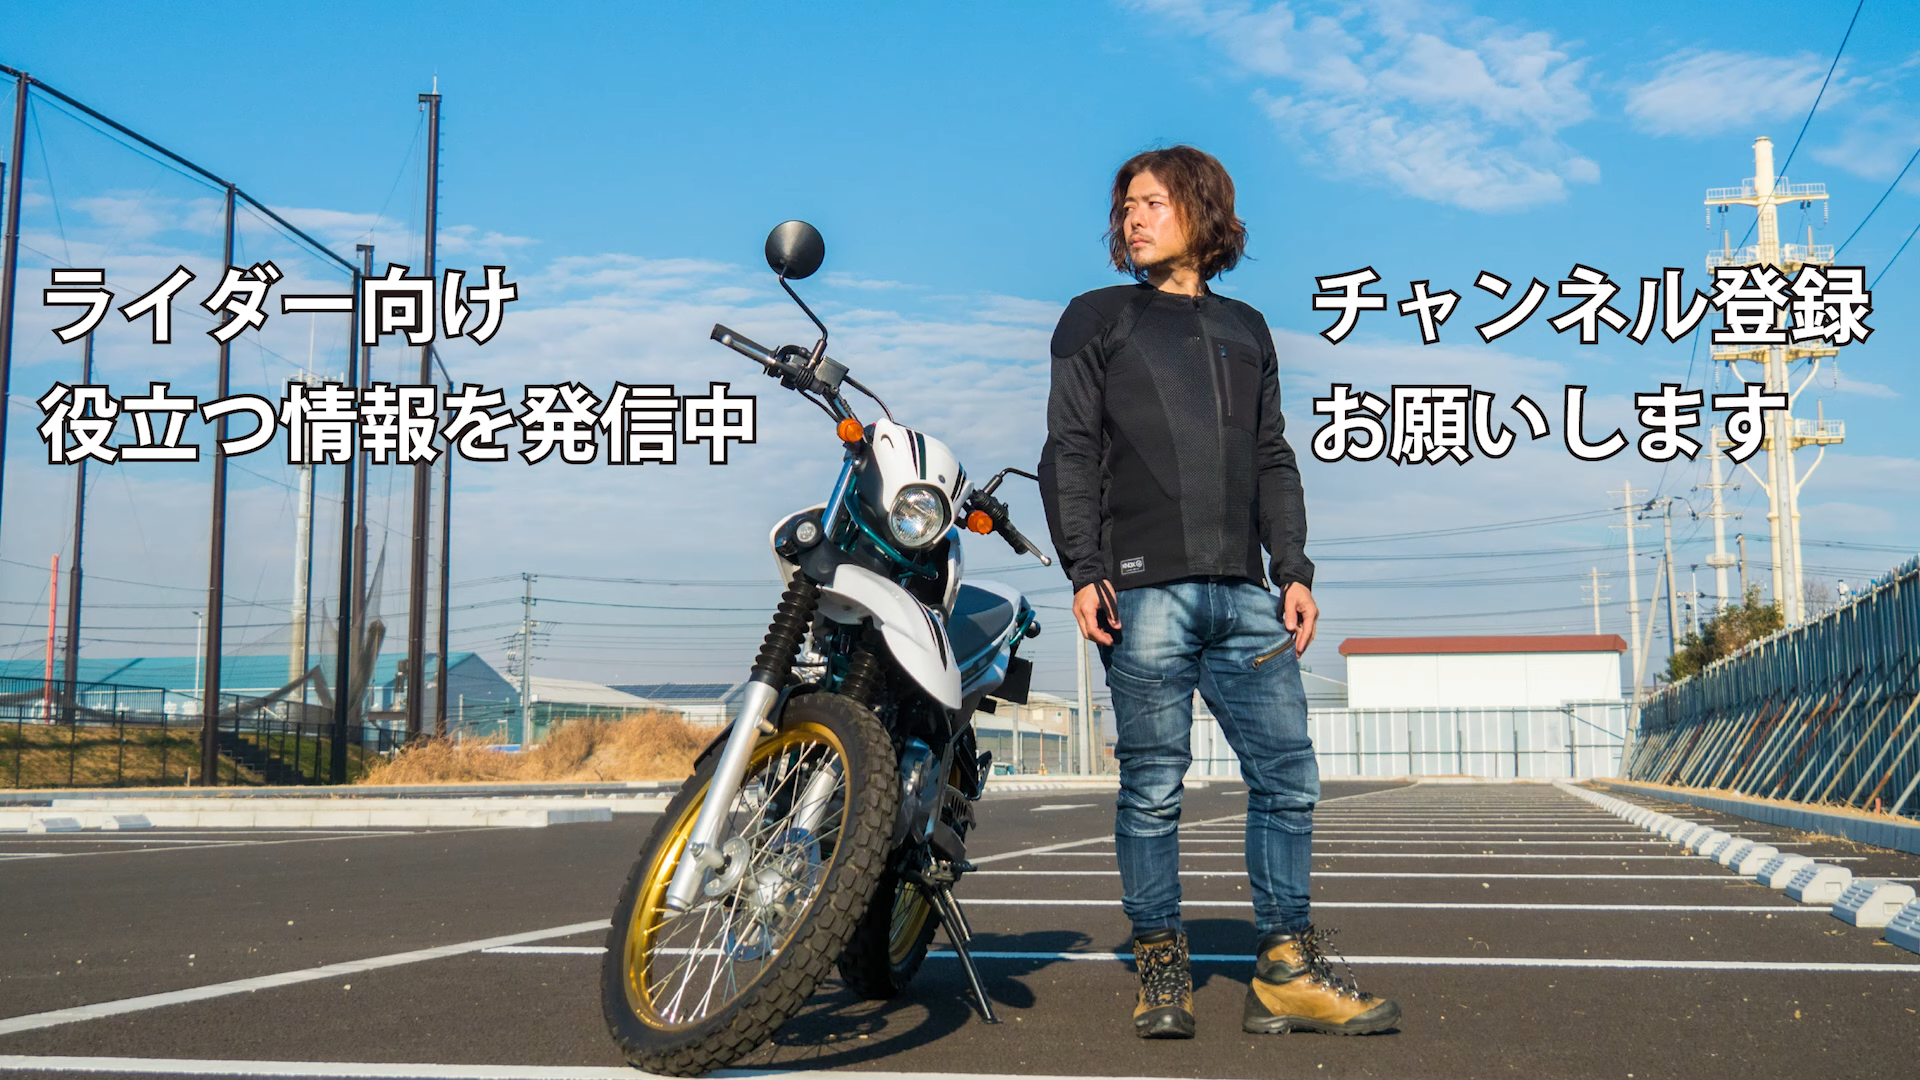 ライダー向け
役立つ情報を発信中
チャンネル登録
お願いします
KNOX